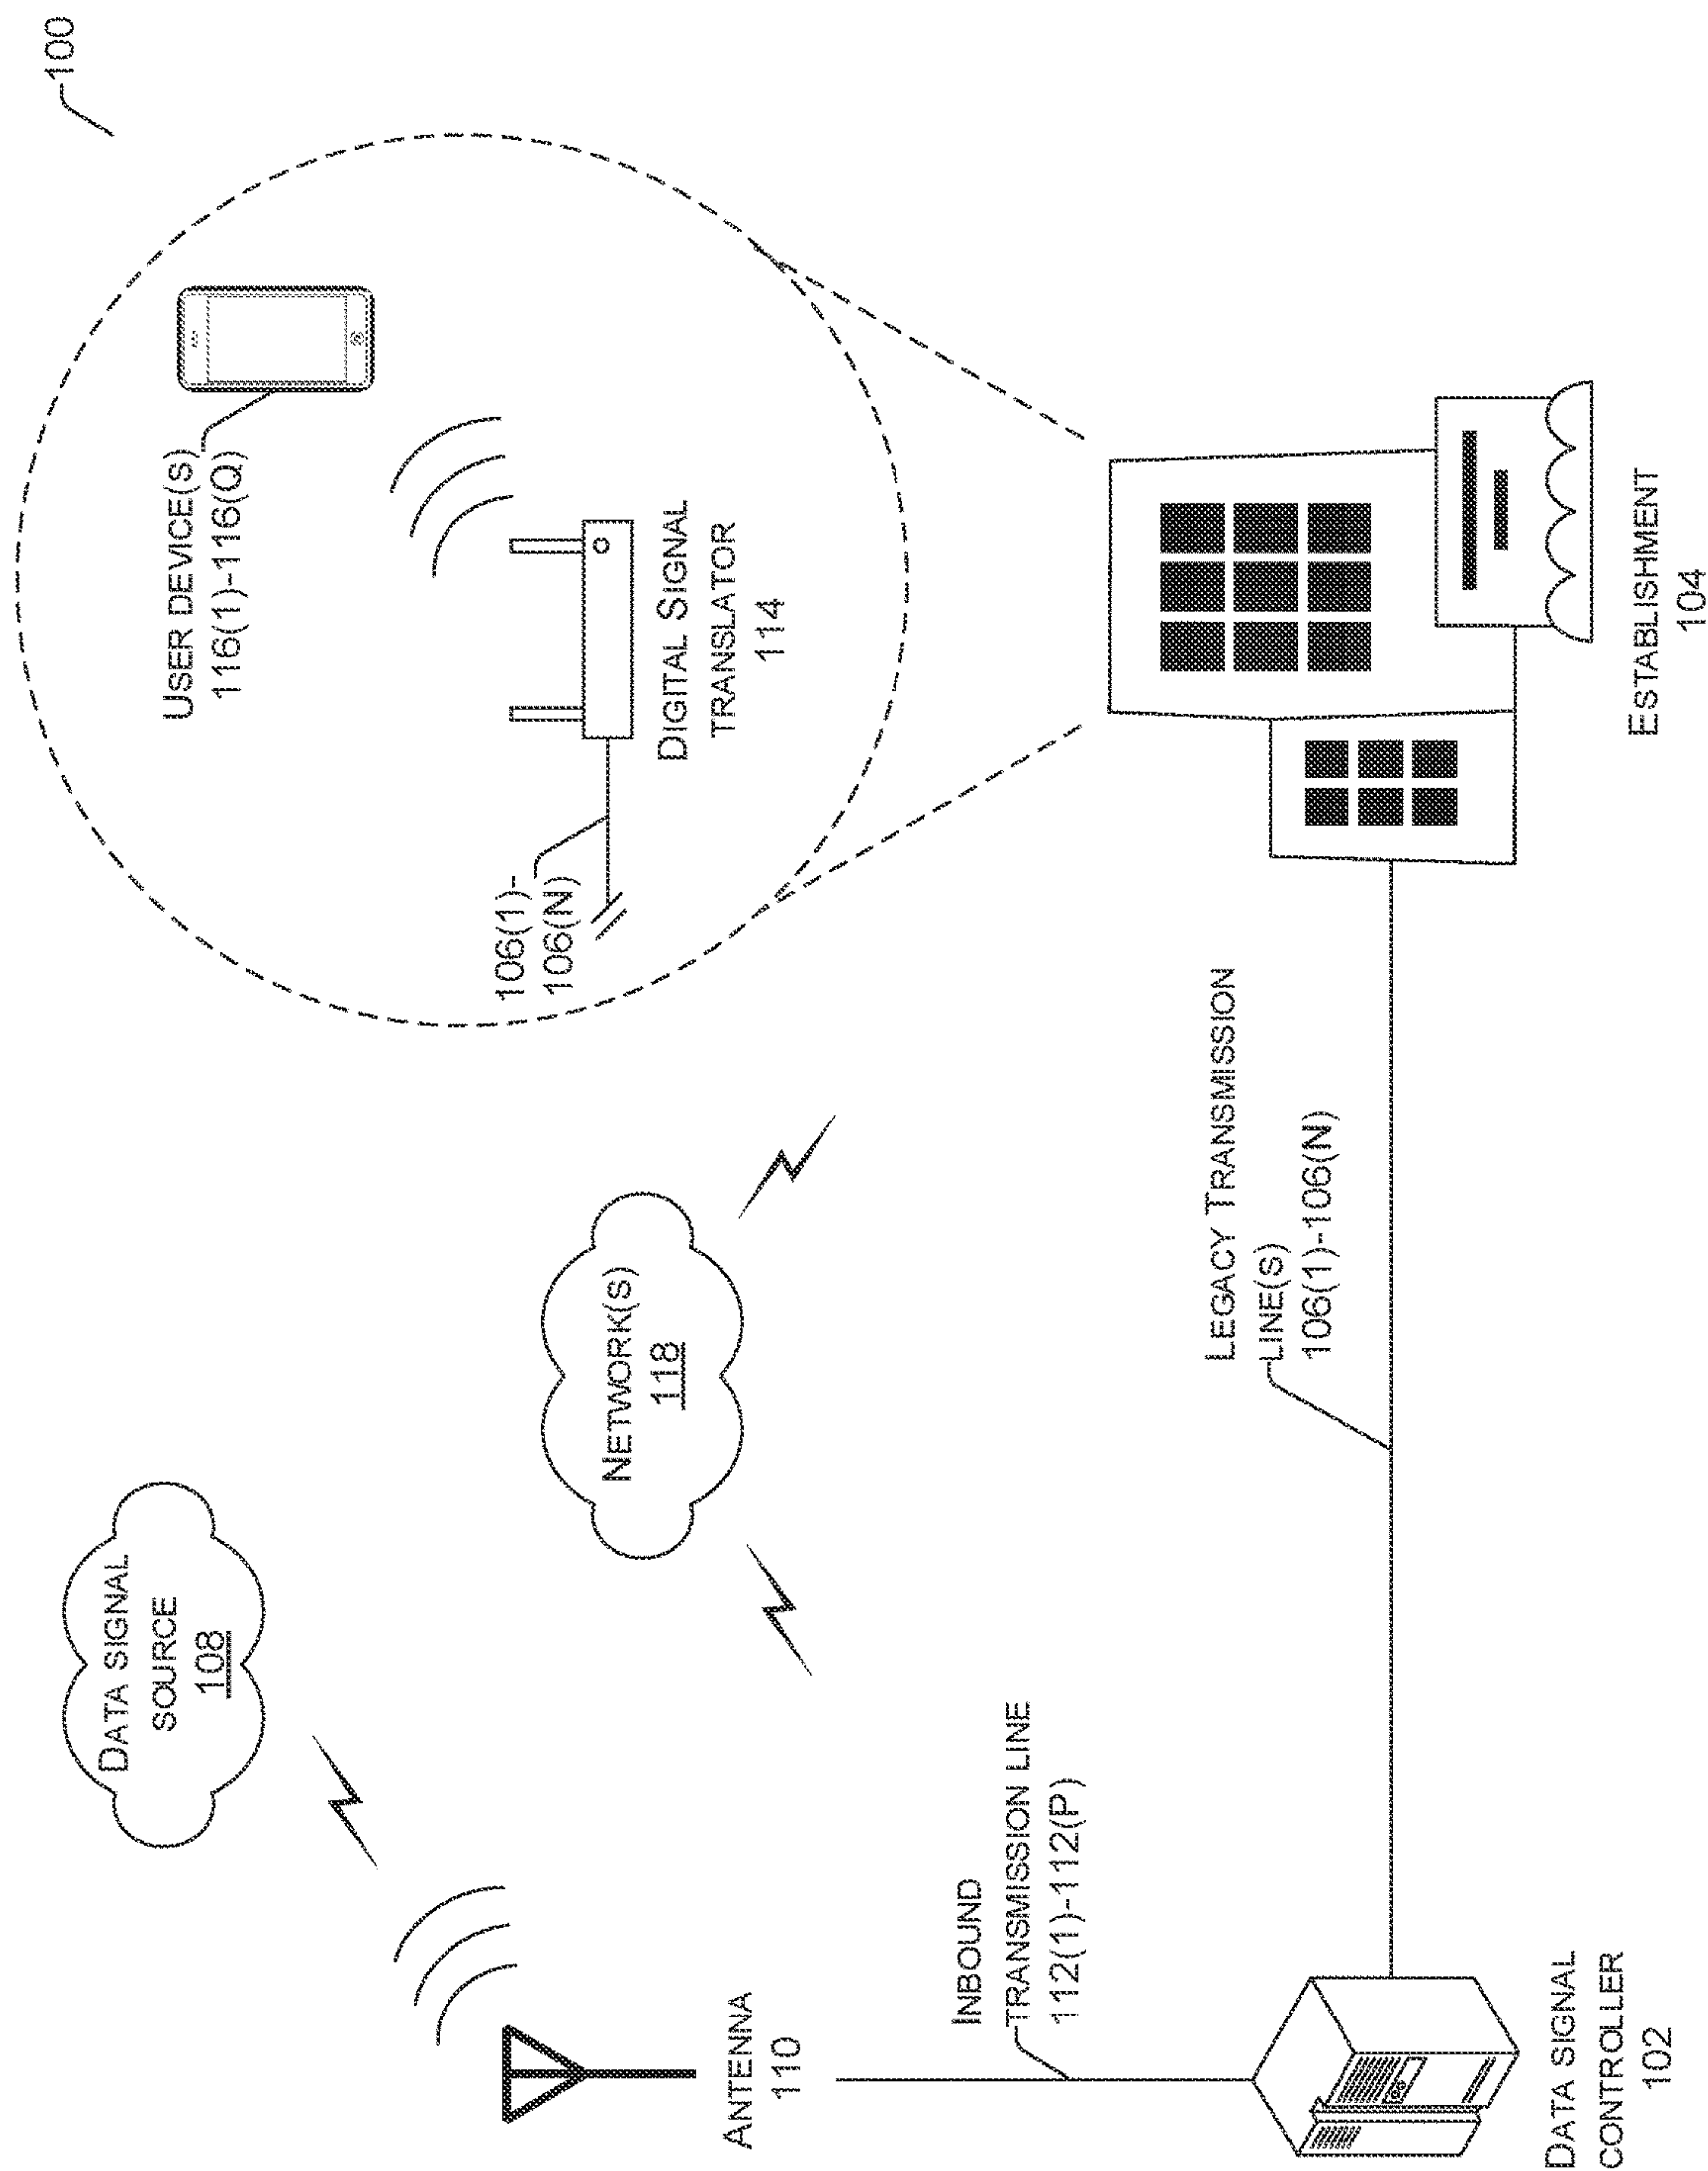 100
DATA SIGNAL
SOURCE
108
USER DEVICE(S)
116(1)-116(Q)
106(1)-
106(N)
DIGITAL SIGNAL
TRANSLATOR
114
NETWORK(S)
118
ANTENNA
110
INBOUND
TRANSMISSION LINE
112(1)-112(P)
LEGACY TRANSMISSION
LINE(S)
106(1)-106(N)
DATA SIGNAL
CONTROLLER
102
ESTABLISHMENT
104